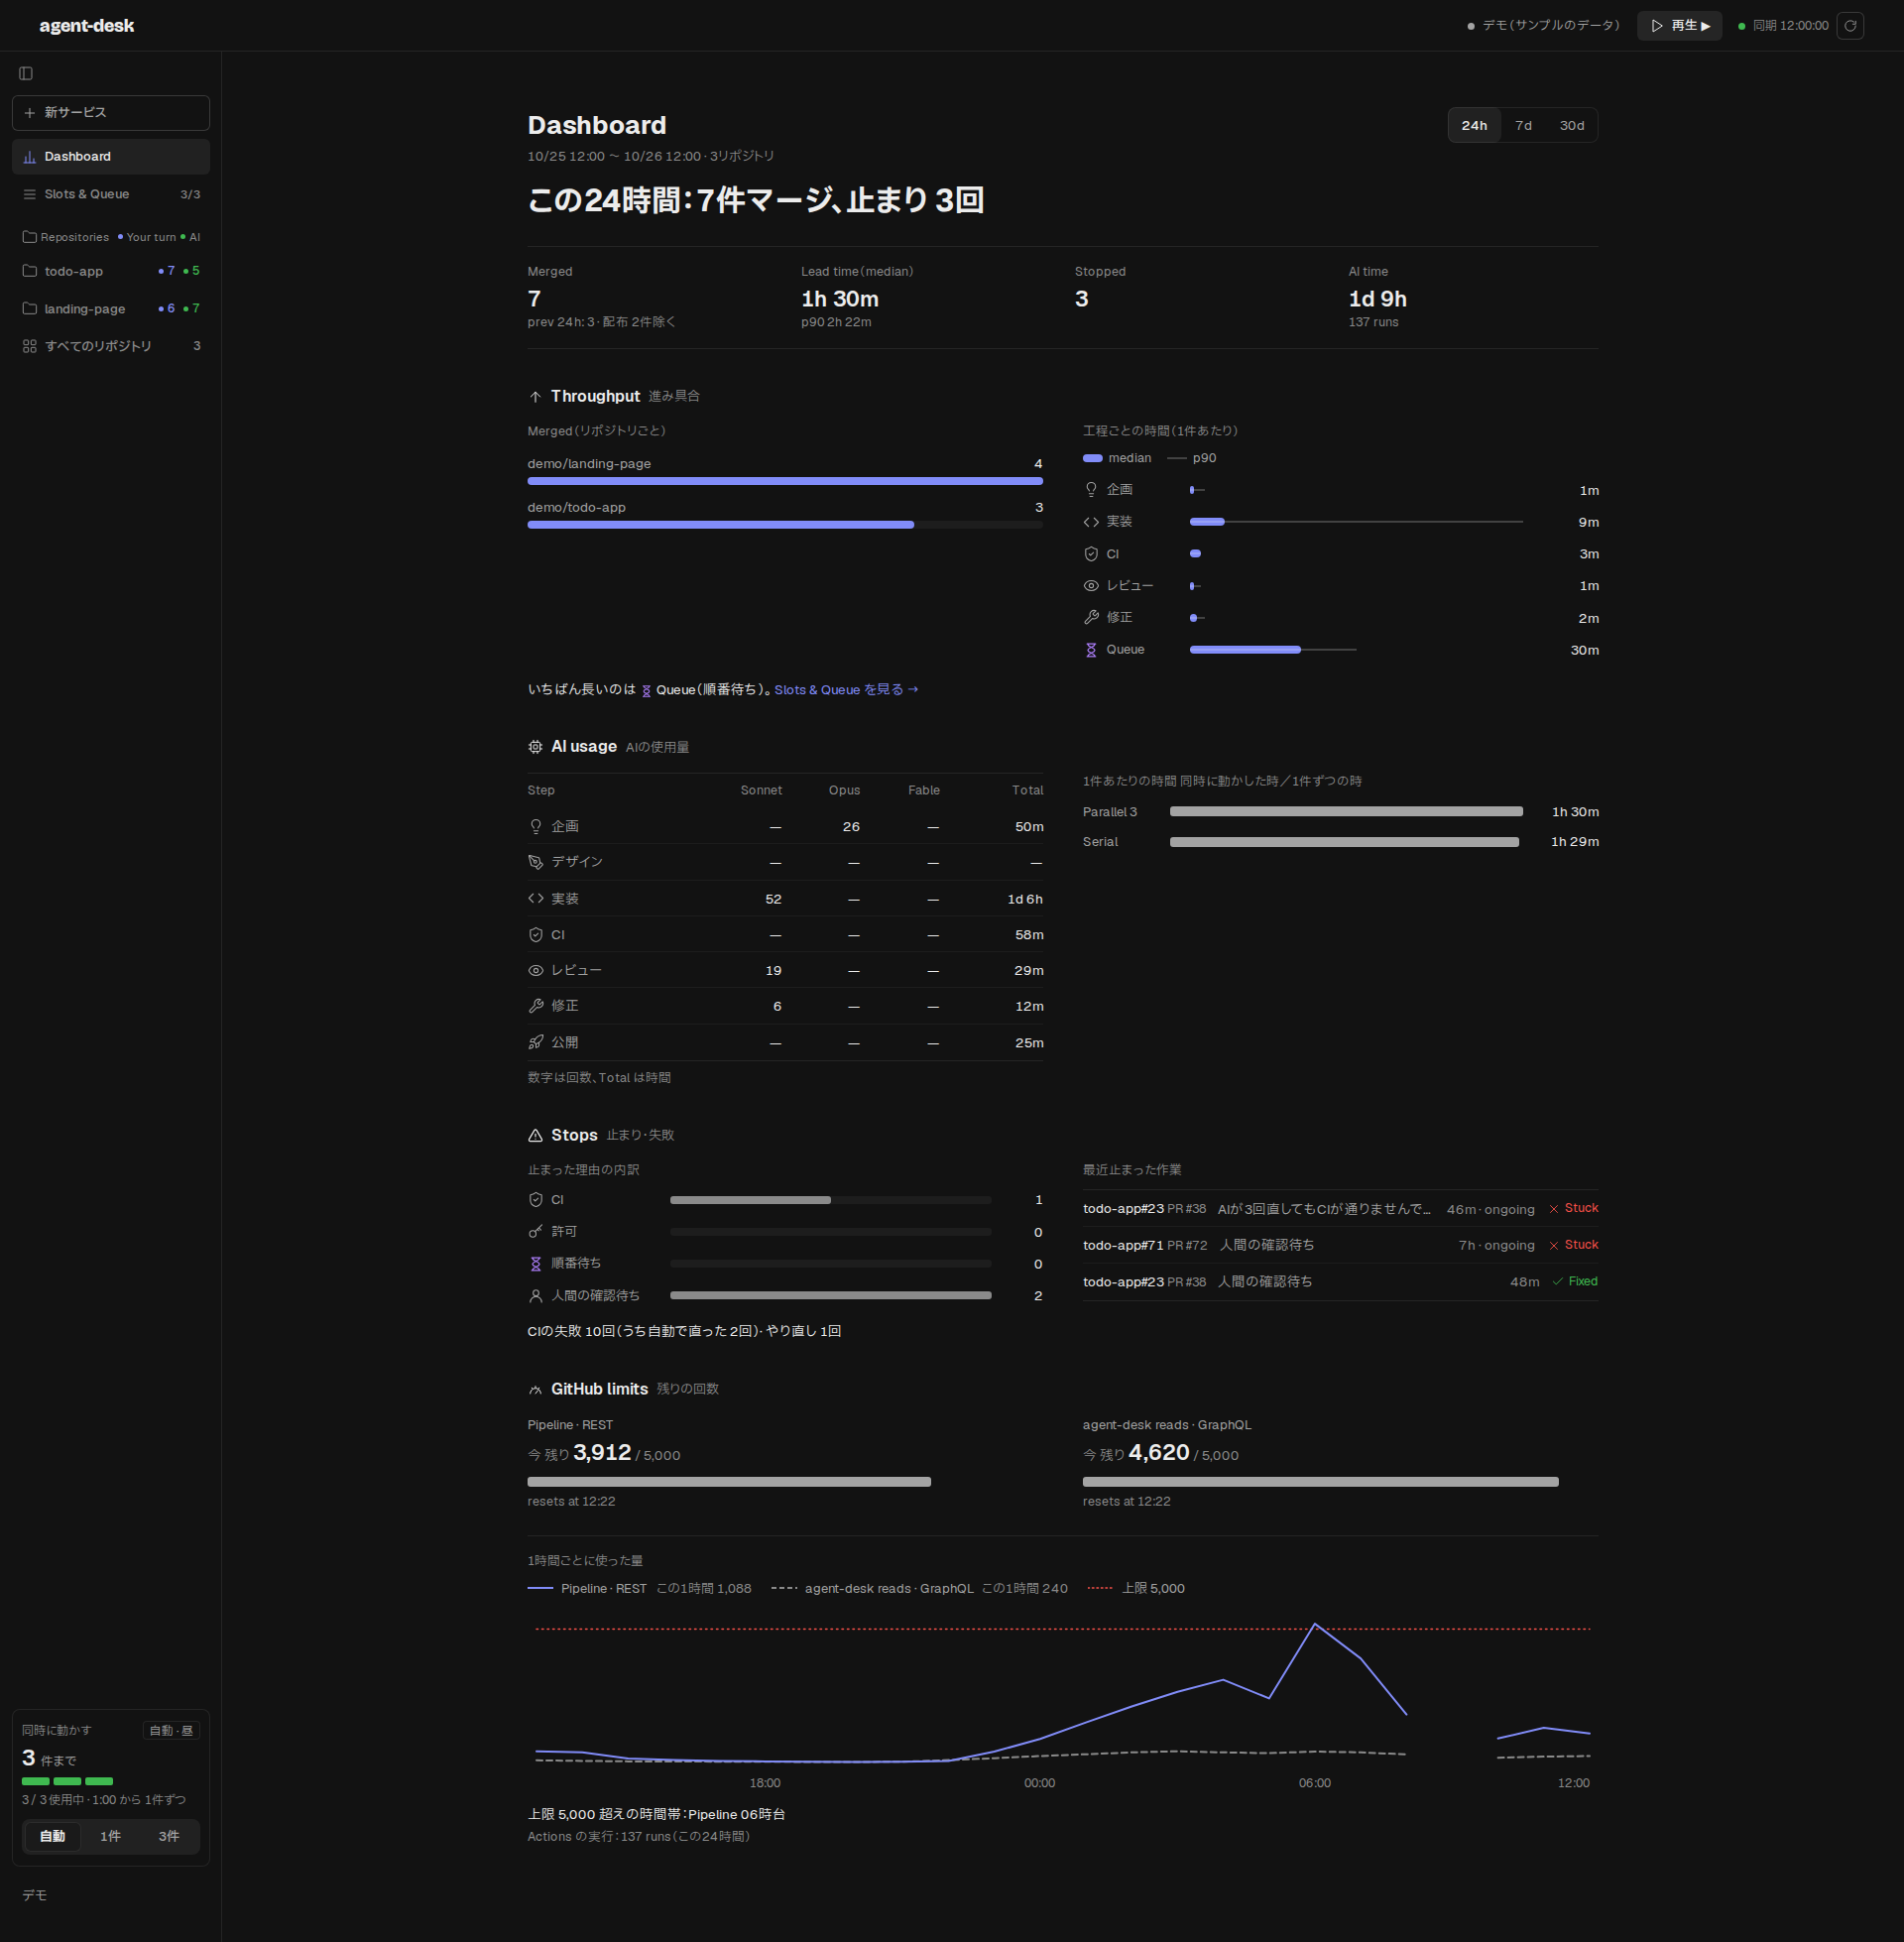 agent-desk
デモ（サンプルのデータ）
再生 ▶
同期 12:00:00
新サービス
Dashboard
Slots & Queue 3/3
Repositories Your turn AI
todo-app 7 5
landing-page 6 7
すべてのリポジトリ 3
同時に動かす 自動 · 昼
3 件まで
3 / 3 使用中 · 1:00 から 1件ずつ
自動 1件 3件
デモ
Dashboard
24h 7d 30d
10/25 12:00 〜 10/26 12:00 · 3リポジトリ
この24時間：7件マージ、止まり 3回
Merged
7
prev 24h: 3 · 配布 2件除く
Lead time（median）
1h 30m
p90 2h 22m
Stopped
3
AI time
1d 9h
137 runs
Throughput 進み具合
Merged（リポジトリごと）
demo/landing-page 4
demo/todo-app 3
工程ごとの時間（1件あたり）
median p90
企画 1m
実装 9m
CI 3m
レビュー 1m
修正 2m
Queue 30m
いちばん長いのは Queue（順番待ち）。Slots & Queue を見る →
AI usage AIの使用量
Step Sonnet Opus Fable Total
企画 — 26 — 50m
デザイン — — — —
実装 52 — — 1d 6h
CI — — — 58m
レビュー 19 — — 29m
修正 6 — — 12m
公開 — — — 25m
数字は回数、Total は時間
1件あたりの時間 同時に動かした時／1件ずつの時
Parallel 3 1h 30m
Serial 1h 29m
Stops 止まり・失敗
止まった理由の内訳
CI 1
許可 0
順番待ち 0
人間の確認待ち 2
CIの失敗 10回（うち自動で直った 2回）· やり直し 1回
最近止まった作業
todo-app#23 PR #38 AIが3回直してもCIが通りませんで… 46m · ongoing Stuck
todo-app#71 PR #72 人間の確認待ち 7h · ongoing Stuck
todo-app#23 PR #38 人間の確認待ち 48m Fixed
GitHub limits 残りの回数
Pipeline · REST
今 残り 3,912 / 5,000
resets at 12:22
agent-desk reads · GraphQL
今 残り 4,620 / 5,000
resets at 12:22
1時間ごとに使った量
Pipeline · REST この1時間 1,088 agent-desk reads · GraphQL この1時間 240 上限 5,000
18:00 00:00 06:00 12:00
上限 5,000 超えの時間帯：Pipeline 06時台
Actions の実行：137 runs（この24時間）